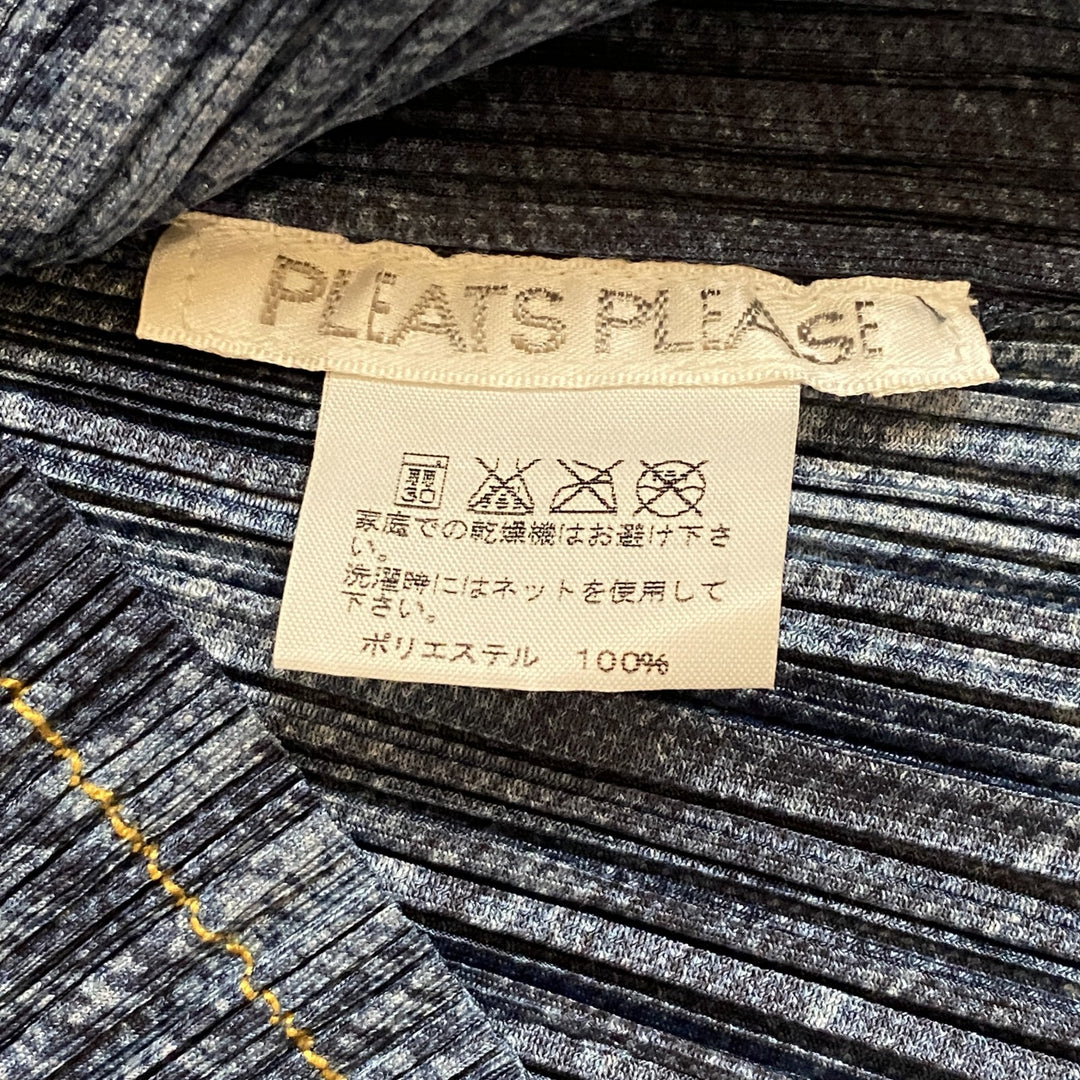 PLEATS PLEASE
弱
30
家庭での乾燥機はお避け下さ
い。
洗濯時にはネットを使用して
下さい。
ポリエステル 100%